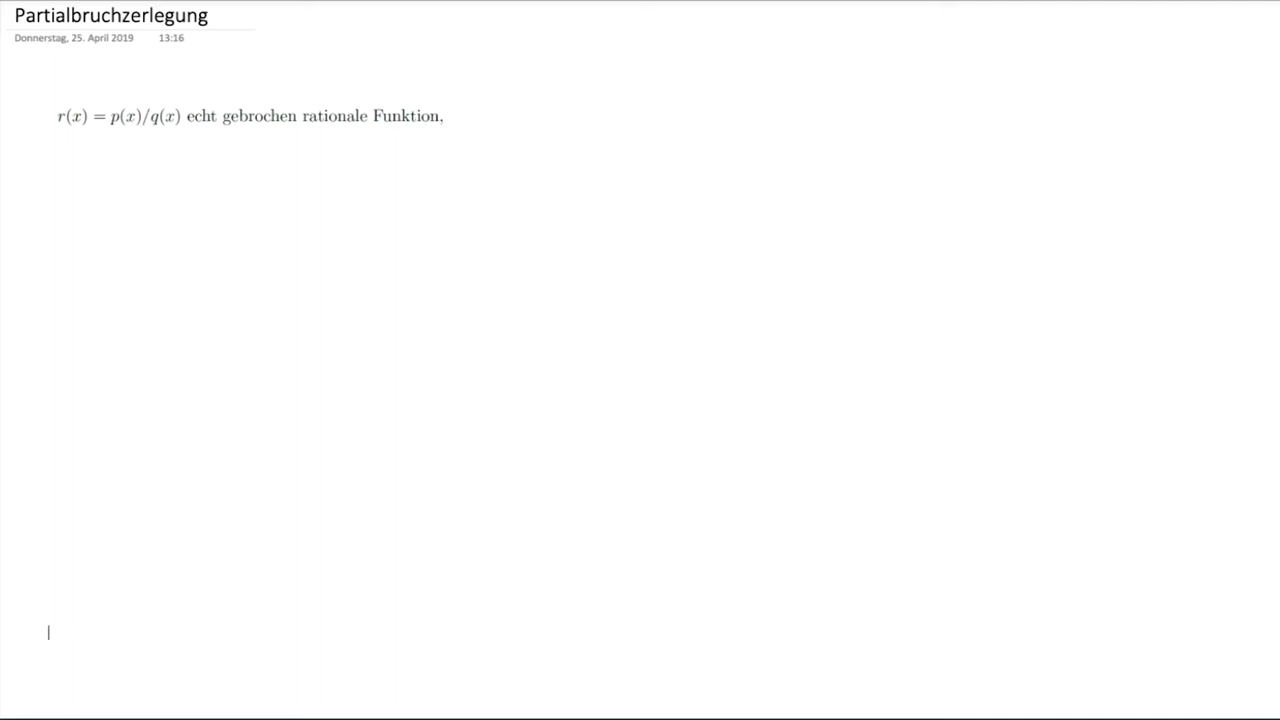 Partialbruchzerlegung
Donnerstag, 25. April 2019 13:16
r(x) = p(x)/q(x) echt gebrochen rationale Funktion,